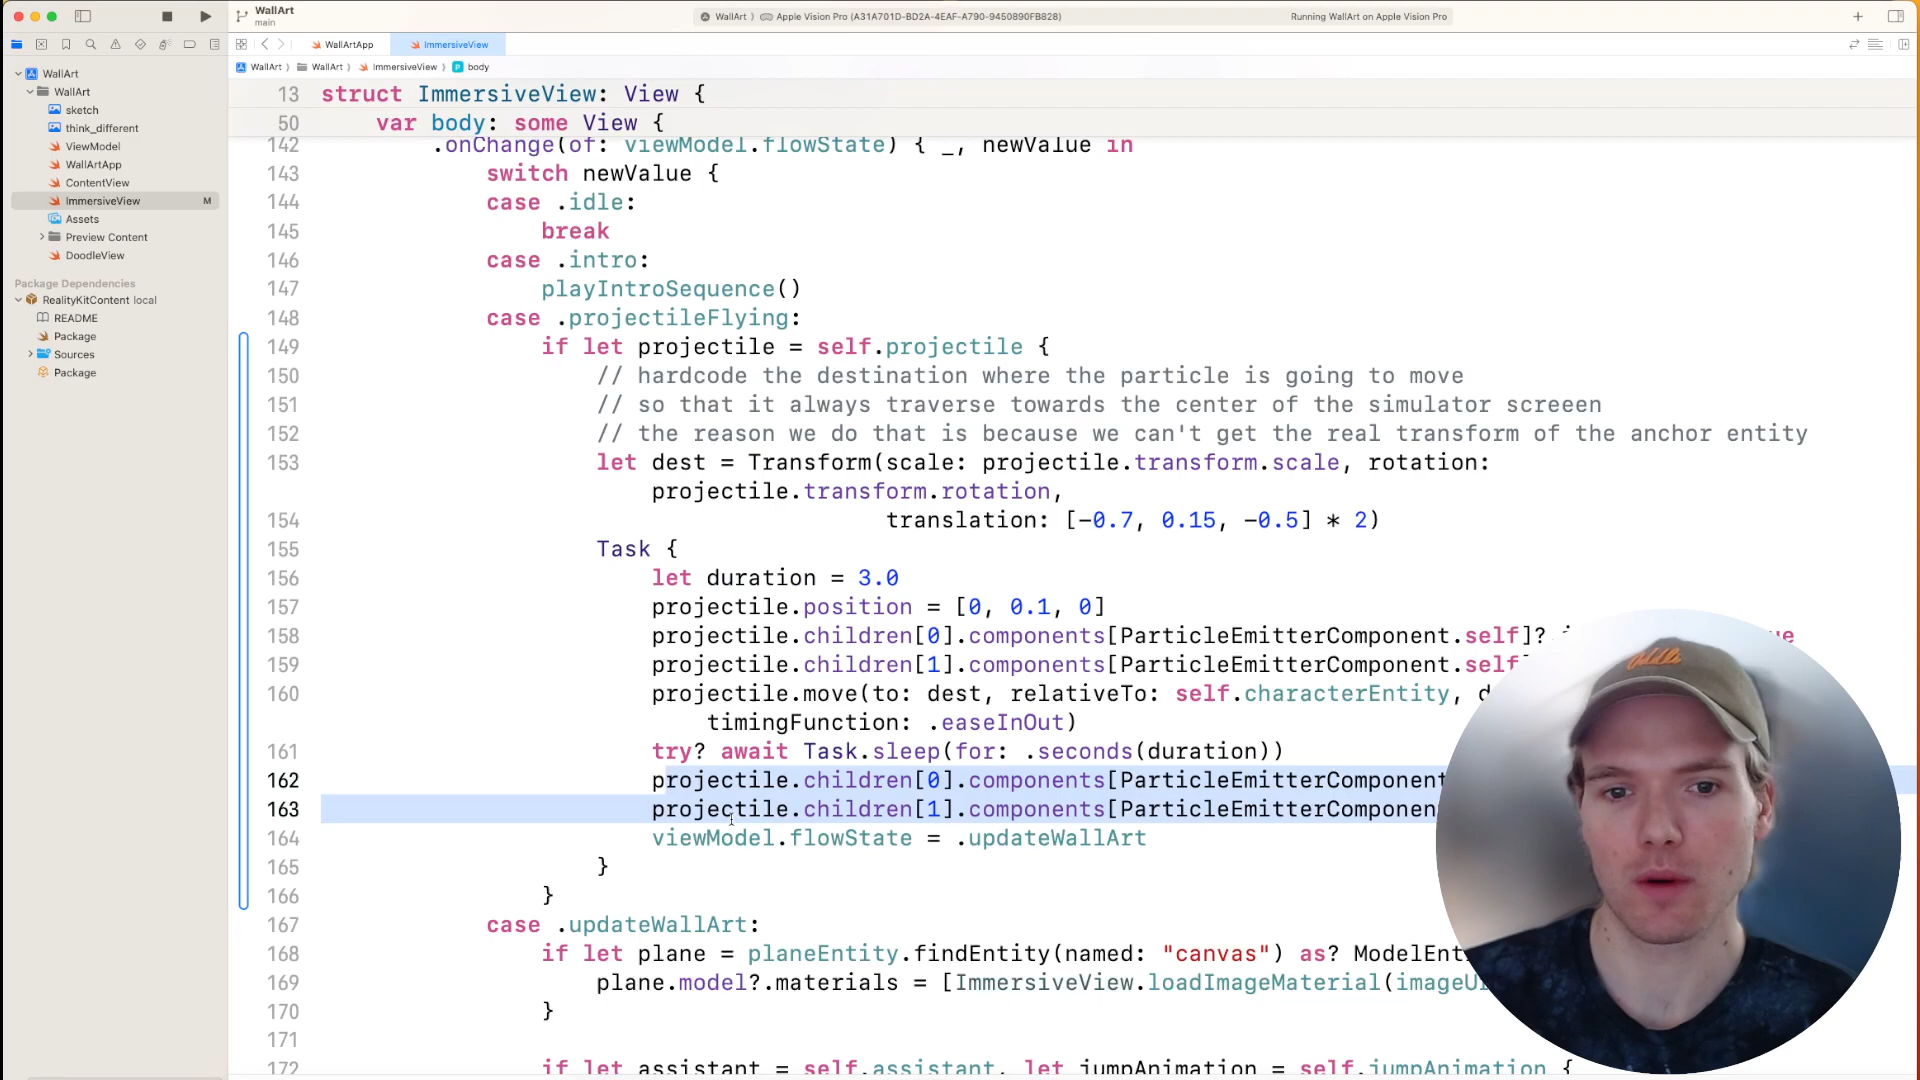 WallArt
main
WallArt 〉 Apple Vision Pro (A31A701D-BD2A-4EAF-A790-9450890FB828)
Running WallArt on Apple Vision Pro
WallArtApp
ImmersiveView
WallArt 〉 WallArt 〉 ImmersiveView 〉 body
WallArt
WallArt
sketch
think_different
ViewModel
WallArtApp
ContentView
ImmersiveView M
Assets
Preview Content
DoodleView
Package Dependencies
RealityKitContent local
README
Package
Sources
Package
13 struct ImmersiveView: View {
50 var body: some View {
142 .onChange(of: viewModel.flowState) { _, newValue in
143 switch newValue {
144 case .idle:
145 break
146 case .intro:
147 playIntroSequence()
148 case .projectileFlying:
149 if let projectile = self.projectile {
150 // hardcode the destination where the particle is going to move
151 // so that it always traverse towards the center of the simulator screeen
152 // the reason we do that is because we can't get the real transform of the anchor entity
153 let dest = Transform(scale: projectile.transform.scale, rotation:
projectile.transform.rotation,
154 translation: [-0.7, 0.15, -0.5] * 2)
155 Task {
156 let duration = 3.0
157 projectile.position = [0, 0.1, 0]
158 projectile.children[0].components[ParticleEmitterComponent.self]?
159 projectile.children[1].components[ParticleEmitterComponent.self]
160 projectile.move(to: dest, relativeTo: self.characterEntity,
timingFunction: .easeInOut)
161 try? await Task.sleep(for: .seconds(duration))
162 projectile.children[0].components[ParticleEmitterComponent
163 projectile.children[1].components[ParticleEmitterComponen
164 viewModel.flowState = .updateWallArt
165 }
166 }
167 case .updateWallArt:
168 if let plane = planeEntity.findEntity(named: "canvas") as? ModelEnt
169 plane.model?.materials = [ImmersiveView.loadImageMaterial(imageU
170 }
171
172 if let assistant = self.assistant, let jumpAnimation = self.jumpAnimation {